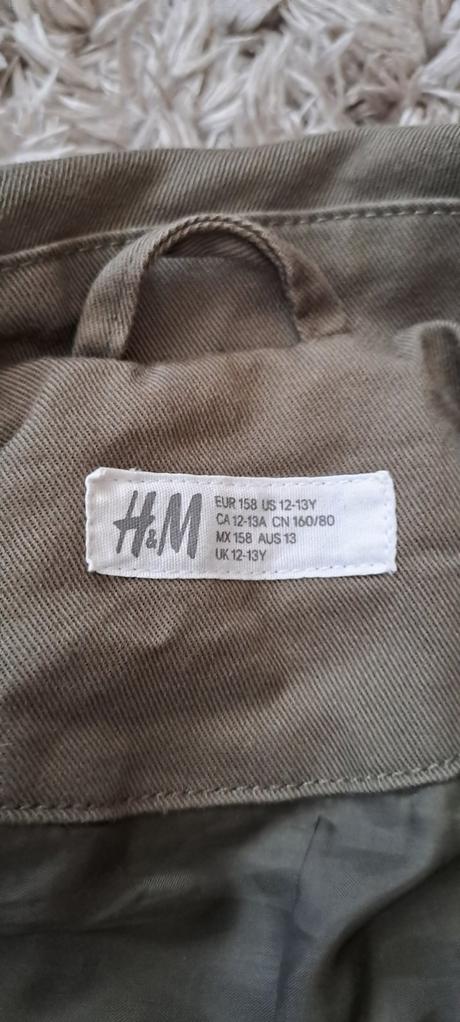 H&M
EUR 158 US 12-13Y
CA 12-13A CN 160/80
MX 158 AUS 13
UK 12-13Y